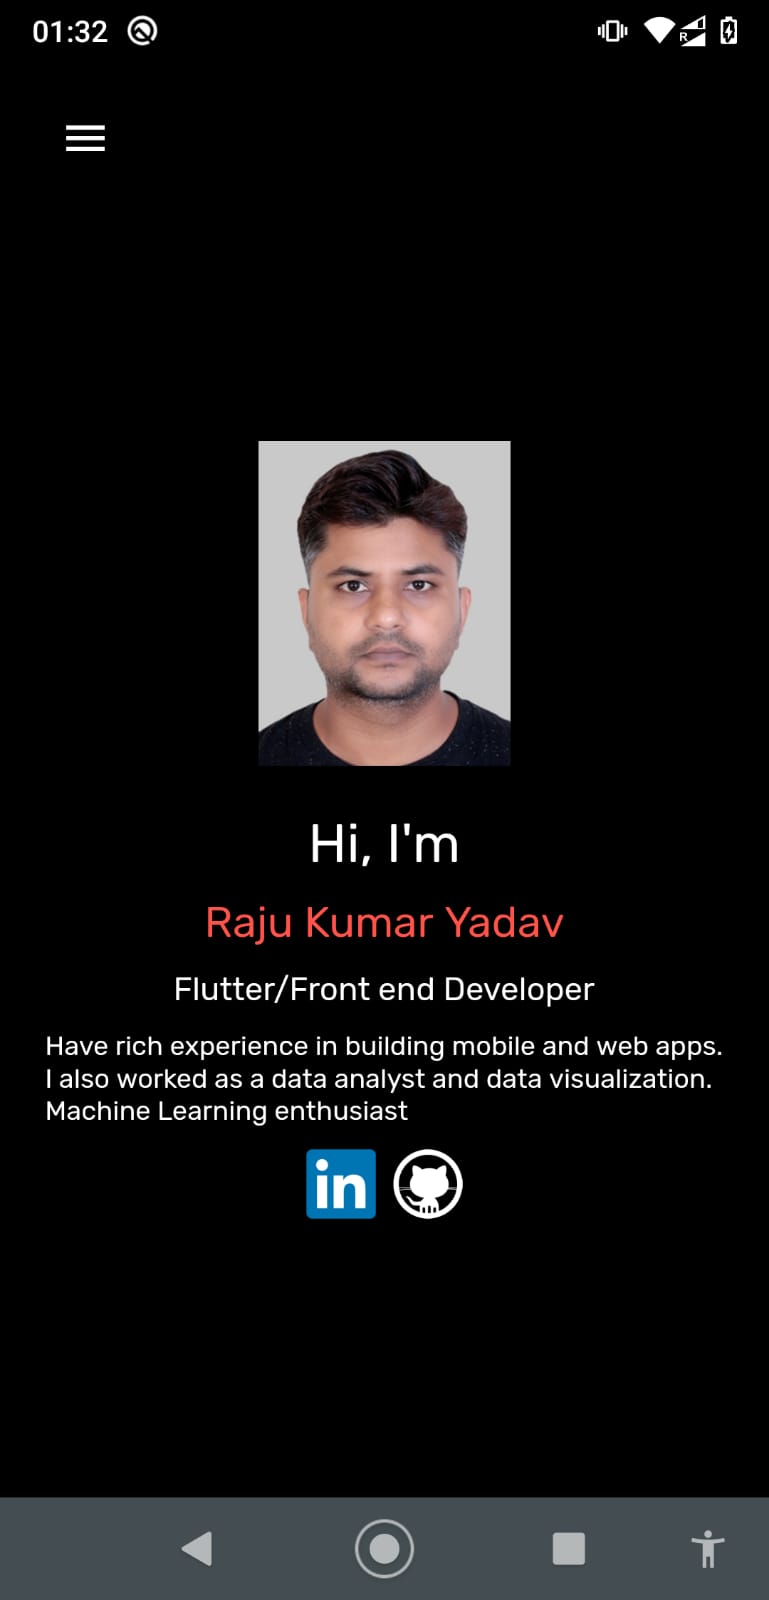 01:32
R
Hi, I'm
Raju Kumar Yadav
Flutter/Front end Developer
Have rich experience in building mobile and web apps.
I also worked as a data analyst and data visualization.
Machine Learning enthusiast
in